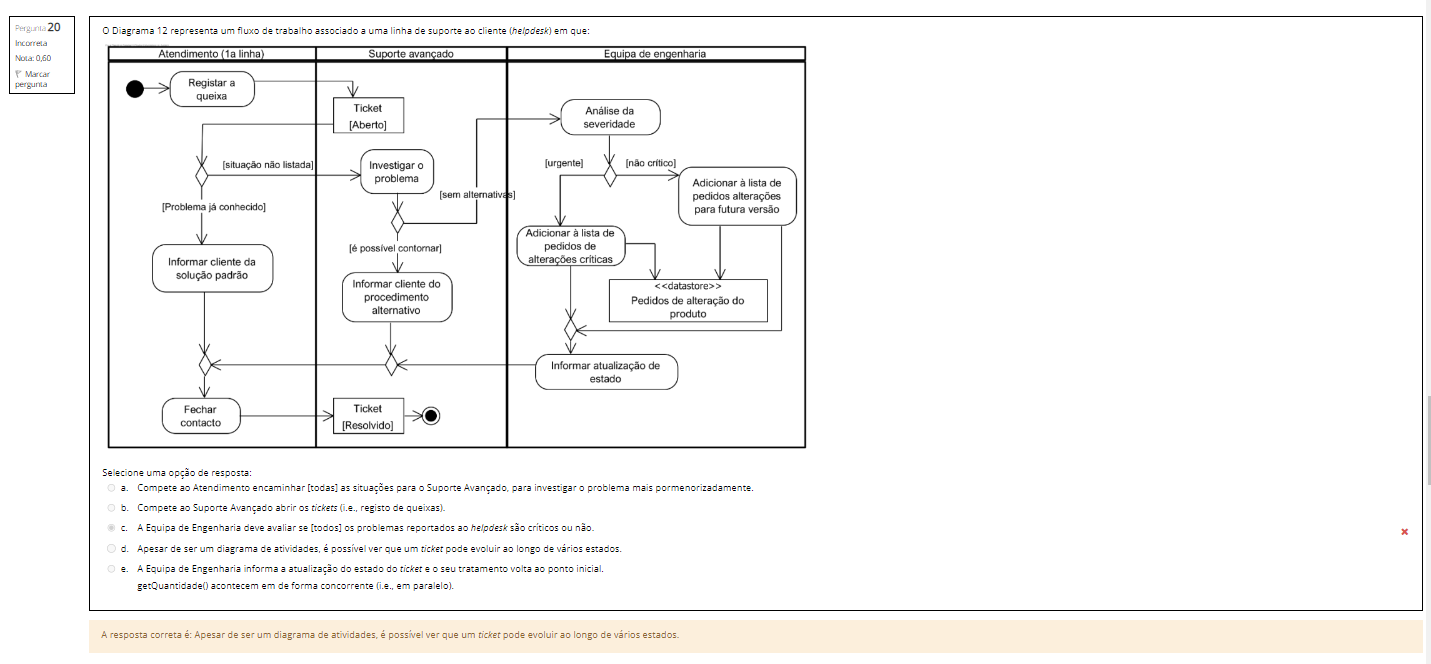 Pergunta 20
Incorreta
Nota: 0,60
Marcar
pergunta
O Diagrama 12 representa um fluxo de trabalho associado a uma linha de suporte ao cliente (helpdesk) em que:
Atendimento (1a linha)
Suporte avançado
Equipa de engenharia
Registar a
queixa
Ticket
[Aberto]
Análise da
severidade
[situação não listada]
Investigar o
problema
[urgente]
[não crítico]
Adicionar à lista de
pedidos alterações
para futura versão
[sem alternativas]
[Problema já conhecido]
Adicionar à lista de
pedidos de
alterações críticas
[é possível contornar]
Informar cliente da
solução padrão
Informar cliente do
procedimento
alternativo
<<datastore>>
Pedidos de alteração do
produto
Informar atualização de
estado
Fechar
contacto
Ticket
[Resolvido]
Selecione uma opção de resposta:
a. Compete ao Atendimento encaminhar [todas] as situações para o Suporte Avançado, para investigar o problema mais pormenorizadamente.
b. Compete ao Suporte Avançado abrir os tickets (i.e., registo de queixas).
c. A Equipa de Engenharia deve avaliar se [todos] os problemas reportados ao helpdesk são críticos ou não.
d. Apesar de ser um diagrama de atividades, é possível ver que um ticket pode evoluir ao longo de vários estados.
e. A Equipa de Engenharia informa a atualização do estado do ticket e o seu tratamento volta ao ponto inicial.
getQuantidade() acontecem em de forma concorrente (i.e., em paralelo).
A resposta correta é: Apesar de ser um diagrama de atividades, é possível ver que um ticket pode evoluir ao longo de vários estados.